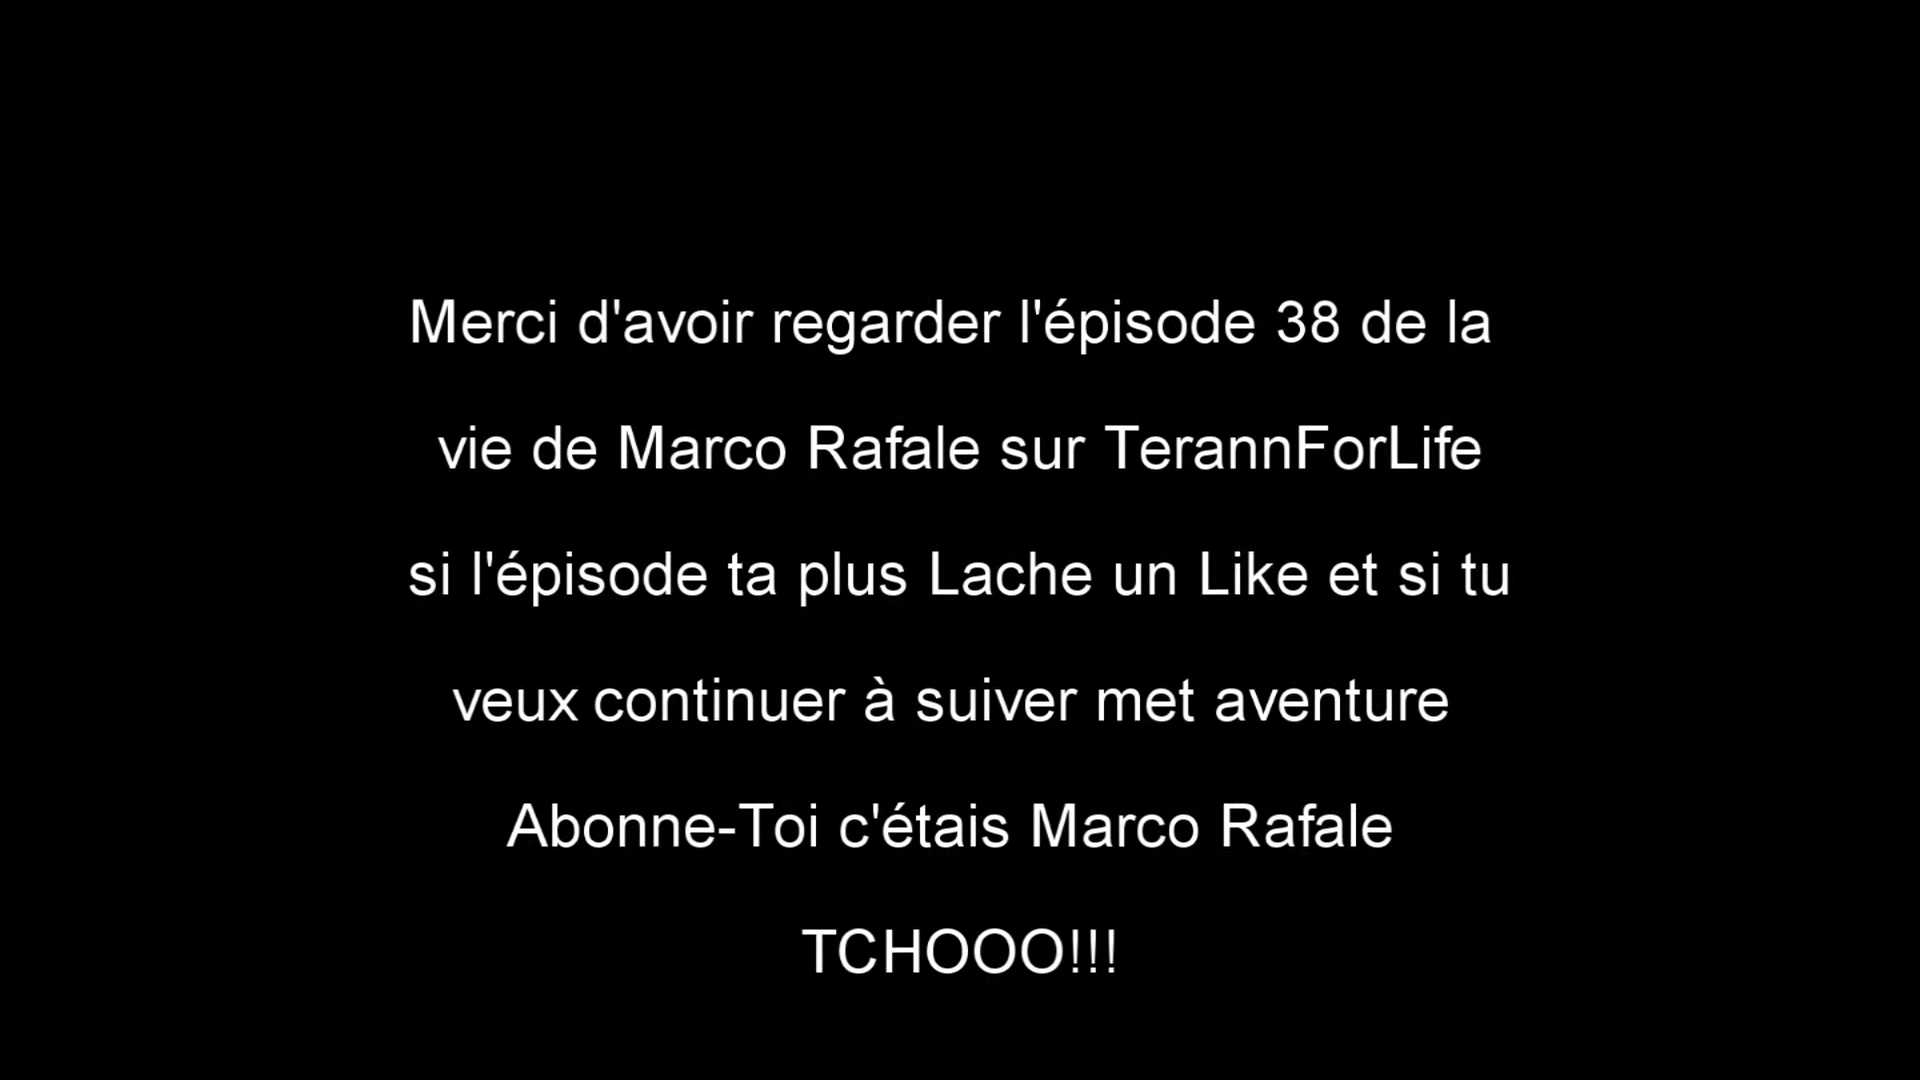 Merci d'avoir regarder l'épisode 38 de la
vie de Marco Rafale sur TerannForLife
si l'épisode ta plus Lache un Like et si tu
veux continuer à suiver met aventure
Abonne-Toi c'étais Marco Rafale
TCHOOO!!!